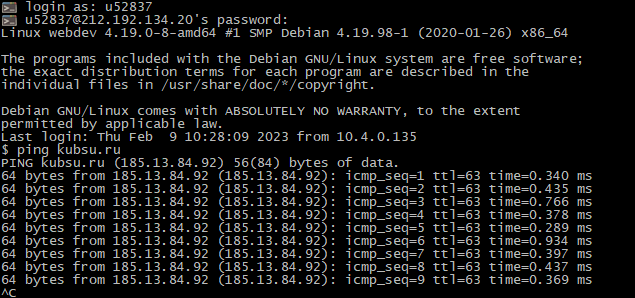 login as: u52837
u52837@212.192.134.20's password:
Linux webdev 4.19.0-8-amd64 #1 SMP Debian 4.19.98-1 (2020-01-26) x86_64
The programs included with the Debian GNU/Linux system are free software;
the exact distribution terms for each program are described in the
individual files in /usr/share/doc/*/copyright.
Debian GNU/Linux comes with ABSOLUTELY NO WARRANTY, to the extent
permitted by applicable law.
Last login: Thu Feb  9 10:28:09 2023 from 10.4.0.135
$ ping kubsu.ru
PING kubsu.ru (185.13.84.92) 56(84) bytes of data.
64 bytes from 185.13.84.92 (185.13.84.92): icmp_seq=1 ttl=63 time=0.340 ms
64 bytes from 185.13.84.92 (185.13.84.92): icmp_seq=2 ttl=63 time=0.435 ms
64 bytes from 185.13.84.92 (185.13.84.92): icmp_seq=3 ttl=63 time=0.766 ms
64 bytes from 185.13.84.92 (185.13.84.92): icmp_seq=4 ttl=63 time=0.378 ms
64 bytes from 185.13.84.92 (185.13.84.92): icmp_seq=5 ttl=63 time=0.289 ms
64 bytes from 185.13.84.92 (185.13.84.92): icmp_seq=6 ttl=63 time=0.934 ms
64 bytes from 185.13.84.92 (185.13.84.92): icmp_seq=7 ttl=63 time=0.397 ms
64 bytes from 185.13.84.92 (185.13.84.92): icmp_seq=8 ttl=63 time=0.437 ms
64 bytes from 185.13.84.92 (185.13.84.92): icmp_seq=9 ttl=63 time=0.369 ms
^C